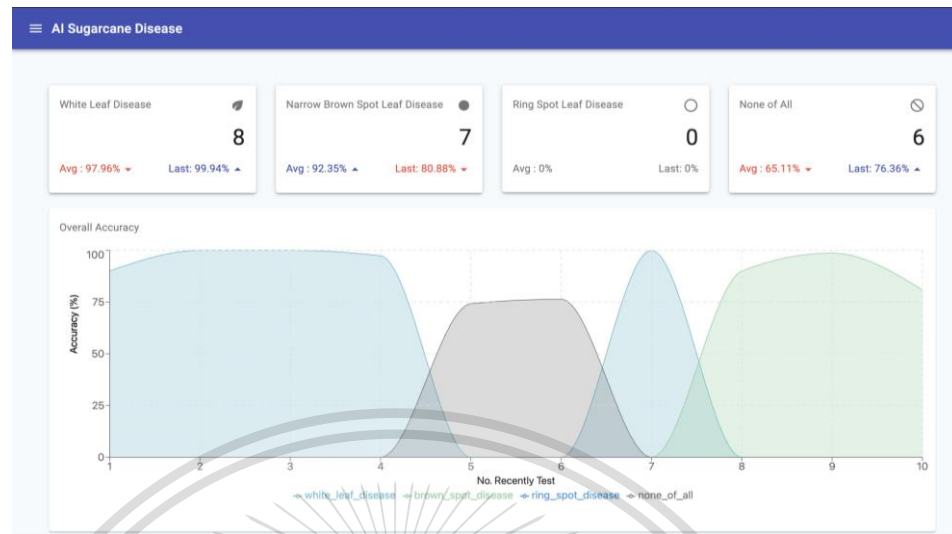 AI Sugarcane Disease
White Leaf Disease
8
Avg : 97.96% Last: 99.94%
Narrow Brown Spot Leaf Disease
7
Avg : 92.35% Last: 80.88%
Ring Spot Leaf Disease
0
Avg : 0% Last: 0%
None of All
6
Avg : 65.11% Last: 76.36%
Overall Accuracy
100
75
50
25
0
Accuracy (%)
1 2 3 4 5 6 7 8 9 10
No. Recently Test
white_leaf_disease brown_spot_disease ring_spot_disease none_of_all